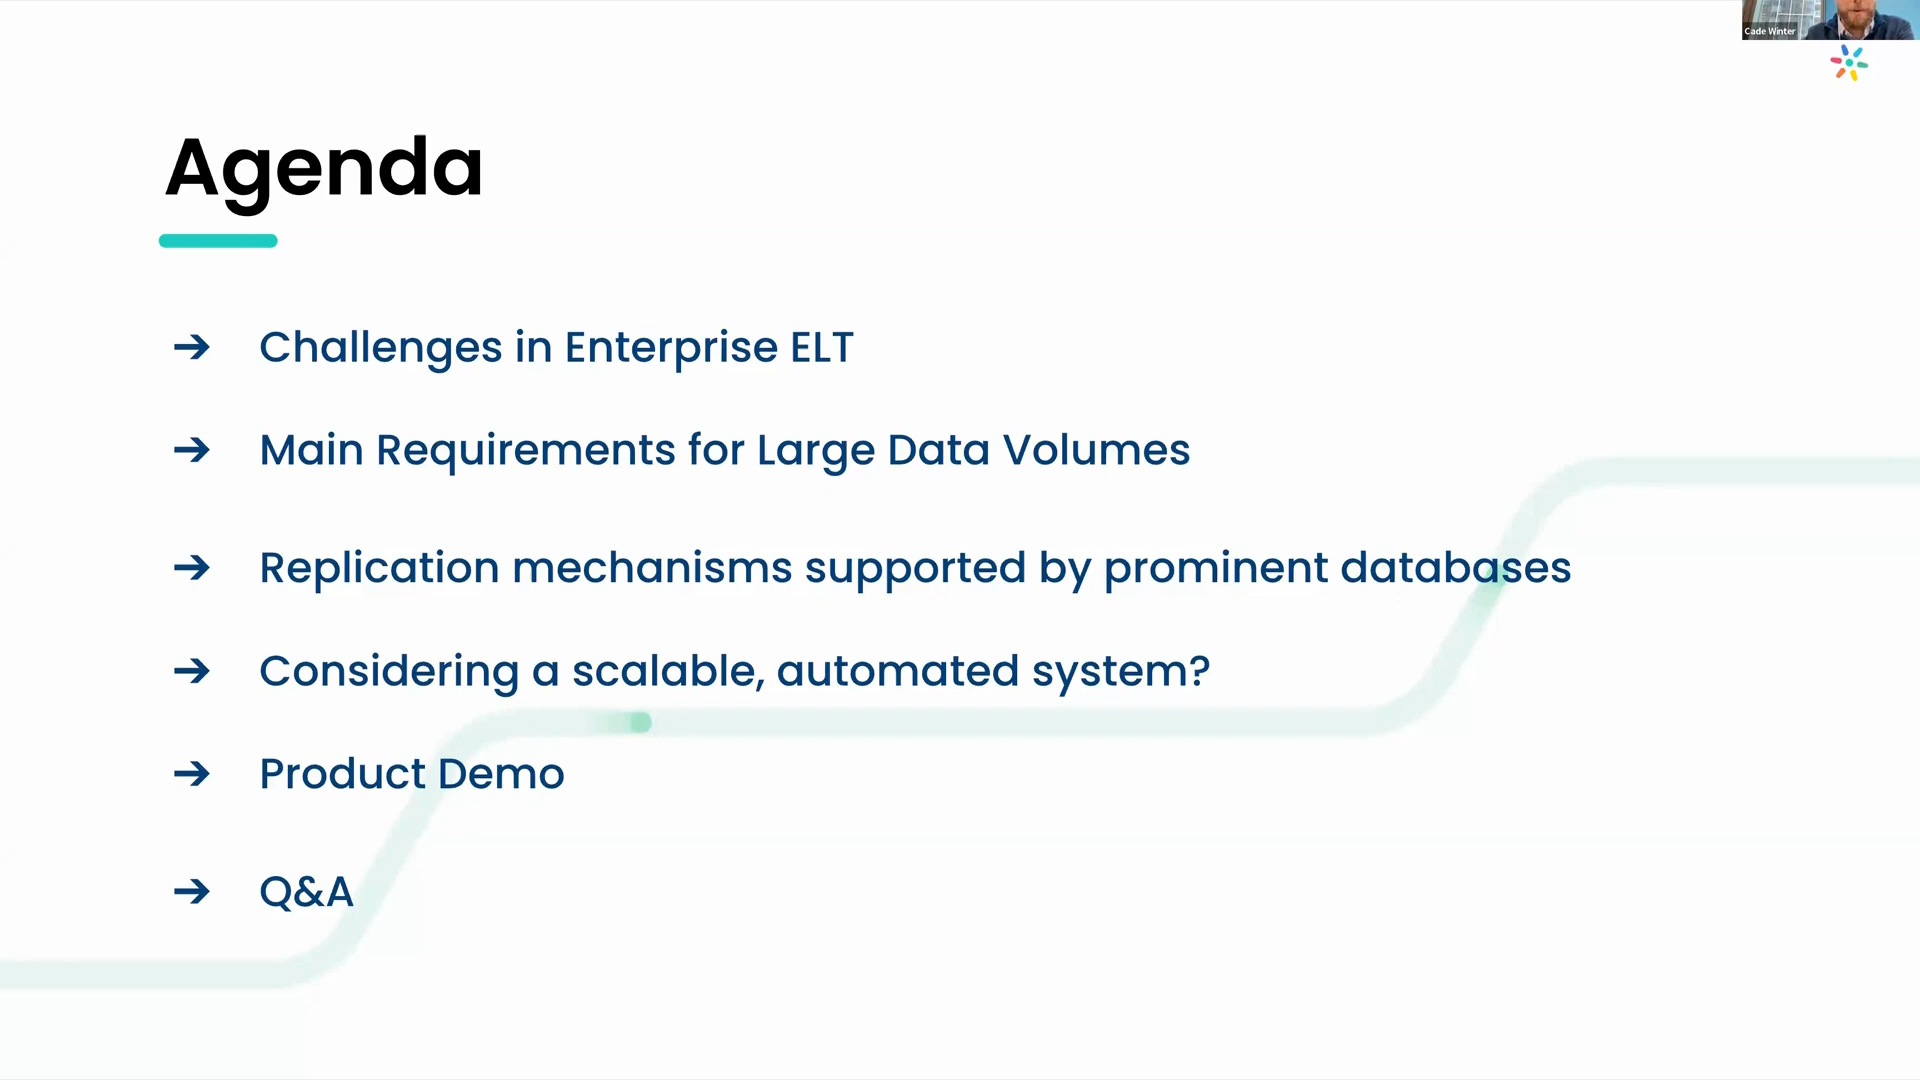 Cade Winter
Agenda
➔ Challenges in Enterprise ELT
➔ Main Requirements for Large Data Volumes
➔ Replication mechanisms supported by prominent databases
➔ Considering a scalable, automated system?
➔ Product Demo
➔ Q&A